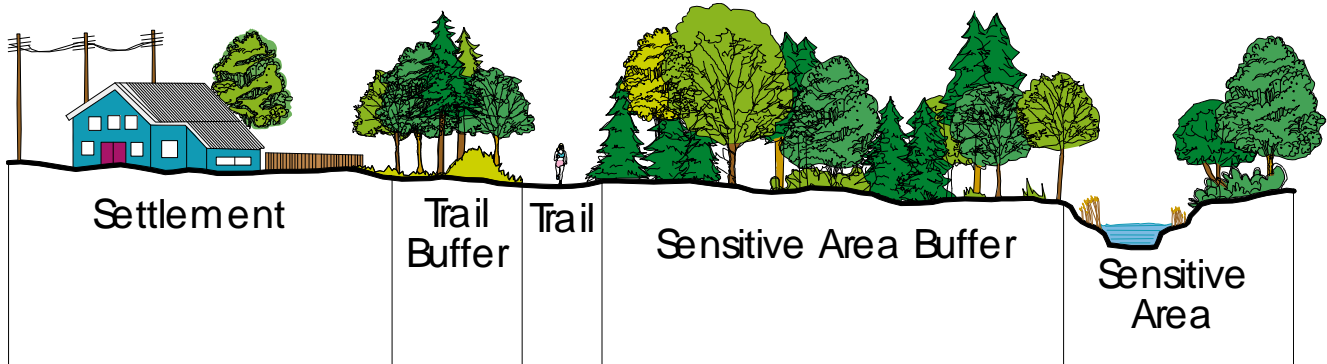 Settlement
Trail
Buffer
Trail
Sensitive Area Buffer
Sensitive
Area